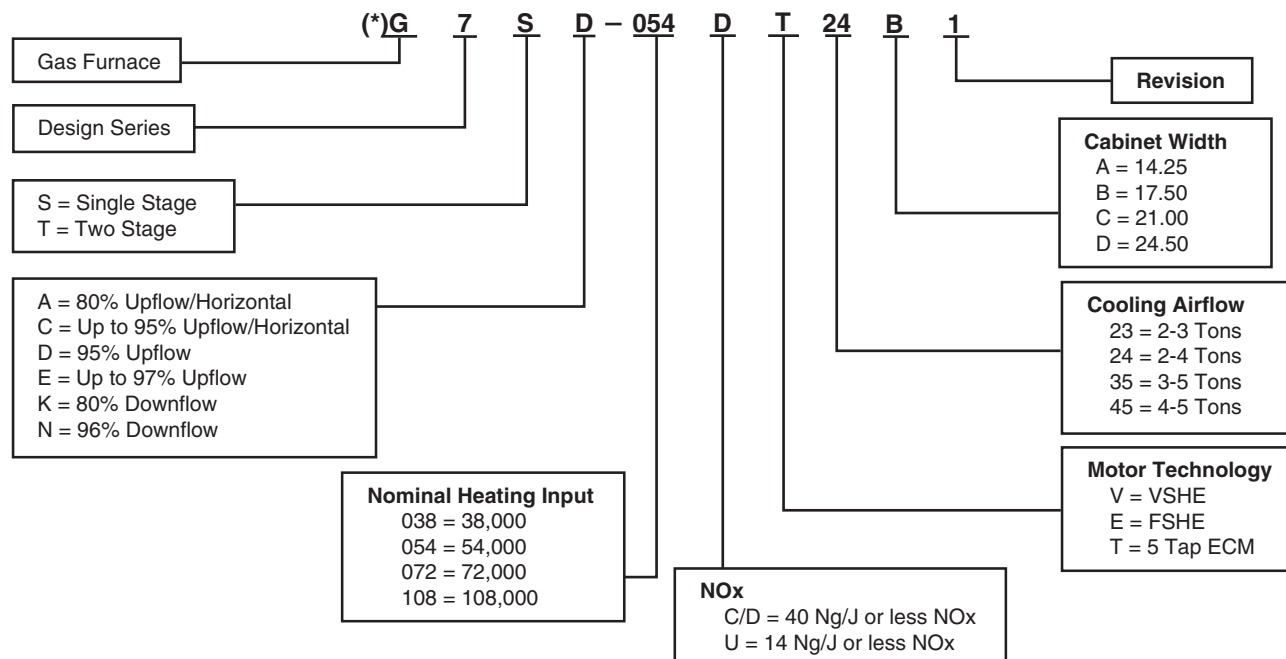 (*)G 7 S D – 054 D T 24 B 1
Gas Furnace
Design Series
S = Single Stage
T = Two Stage
A = 80% Upflow/Horizontal
C = Up to 95% Upflow/Horizontal
D = 95% Upflow
E = Up to 97% Upflow
K = 80% Downflow
N = 96% Downflow
Nominal Heating Input
038 = 38,000
054 = 54,000
072 = 72,000
108 = 108,000
NOx
C/D = 40 Ng/J or less NOx
U = 14 Ng/J or less NOx
Revision
Cabinet Width
A = 14.25
B = 17.50
C = 21.00
D = 24.50
Cooling Airflow
23 = 2-3 Tons
24 = 2-4 Tons
35 = 3-5 Tons
45 = 4-5 Tons
Motor Technology
V = VSHE
E = FSHE
T = 5 Tap ECM